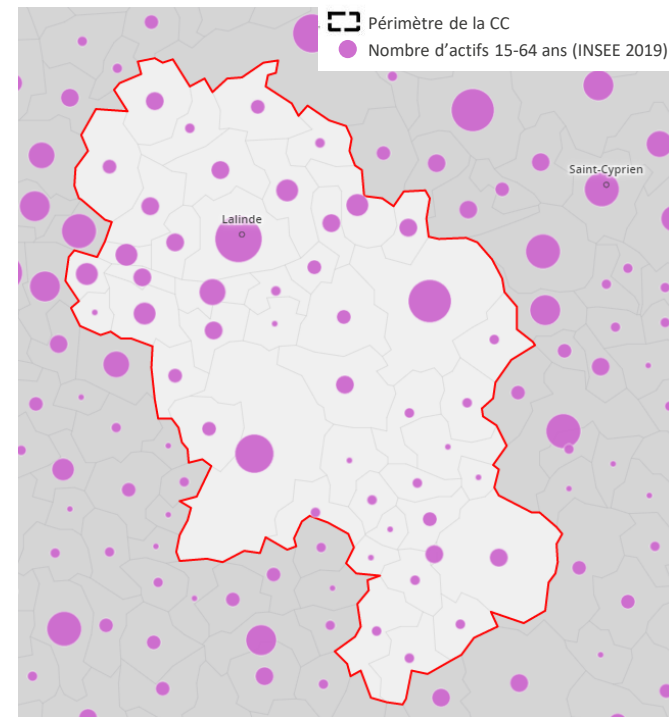 Périmètre de la CC
Nombre d'actifs 15-64 ans (INSEE 2019)
Saint-Cyprien
Lalinde